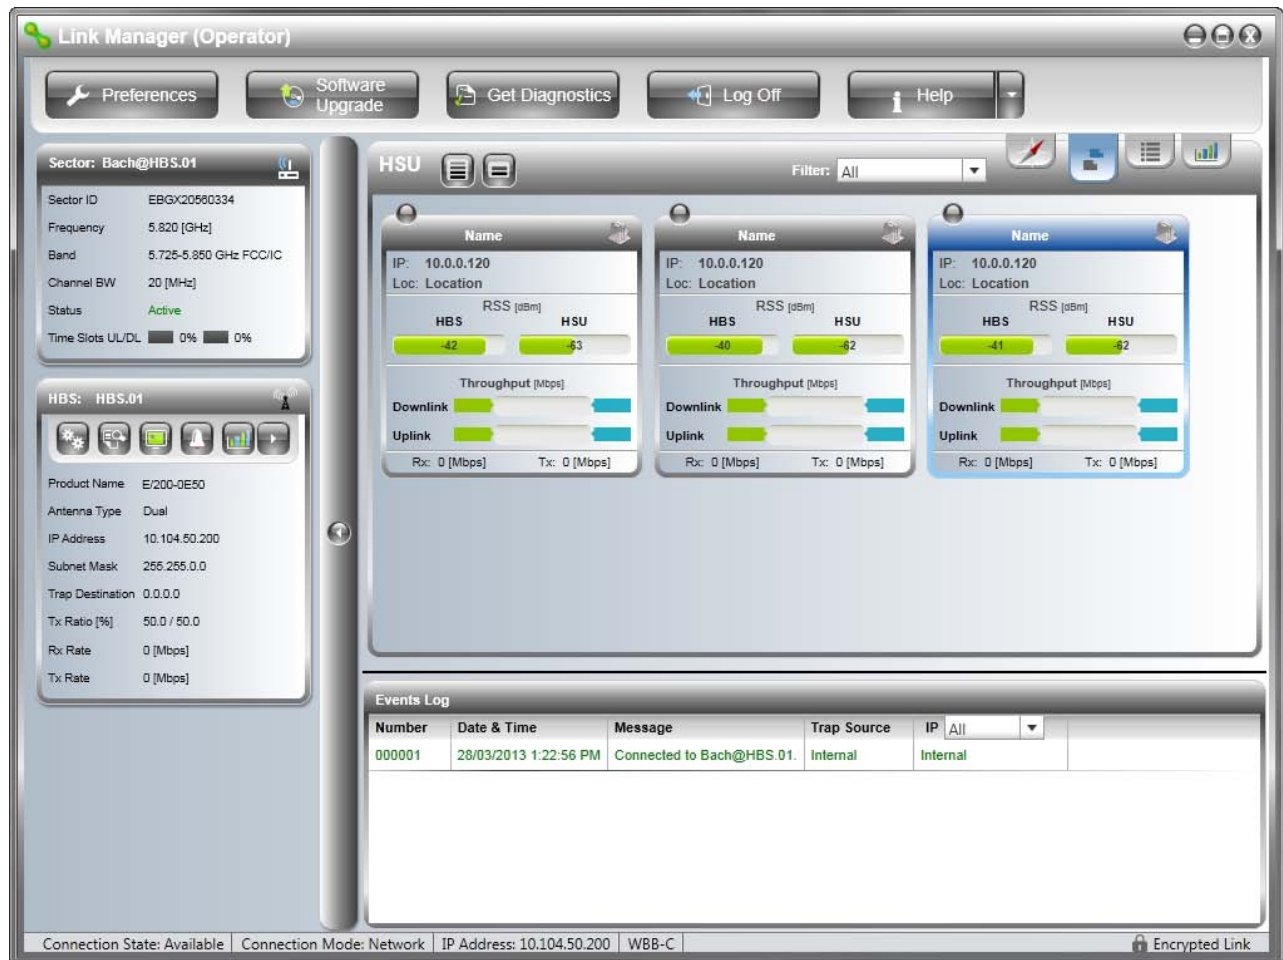 Link Manager (Operator)
Preferences
Software Upgrade
Get Diagnostics
Log Off
Help
Sector: Bach@HBS.01
Sector ID EBGX20560334
Frequency 5.820 [GHz]
Band 5.725-5.850 GHz FCC/IC
Channel BW 20 [MHz]
Status Active
Time Slots UL/DL 0% 0%
HBS: HBS.01
Product Name E/200-0E50
Antenna Type Dual
IP Address 10.104.50.200
Subnet Mask 255.255.0.0
Trap Destination 0.0.0.0
Tx Ratio [%] 50.0 / 50.0
Rx Rate 0 [Mbps]
Tx Rate 0 [Mbps]
HSU
Filter: All
Name
IP: 10.0.0.120
Loc: Location
RSS [dBm]
HBS HSU
-42 -63
Throughput [Mbps]
Downlink
Uplink
Rx: 0 [Mbps] Tx: 0 [Mbps]
Name
IP: 10.0.0.120
Loc: Location
RSS [dBm]
HBS HSU
-40 -62
Throughput [Mbps]
Downlink
Uplink
Rx: 0 [Mbps] Tx: 0 [Mbps]
Name
IP: 10.0.0.120
Loc: Location
RSS [dBm]
HBS HSU
-41 -62
Throughput [Mbps]
Downlink
Uplink
Rx: 0 [Mbps] Tx: 0 [Mbps]
Events Log
Number Date & Time Message Trap Source IP All
000001 28/03/2013 1:22:56 PM Connected to Bach@HBS.01. Internal Internal
Connection State: Available Connection Mode: Network IP Address: 10.104.50.200 WBB-C Encrypted Link